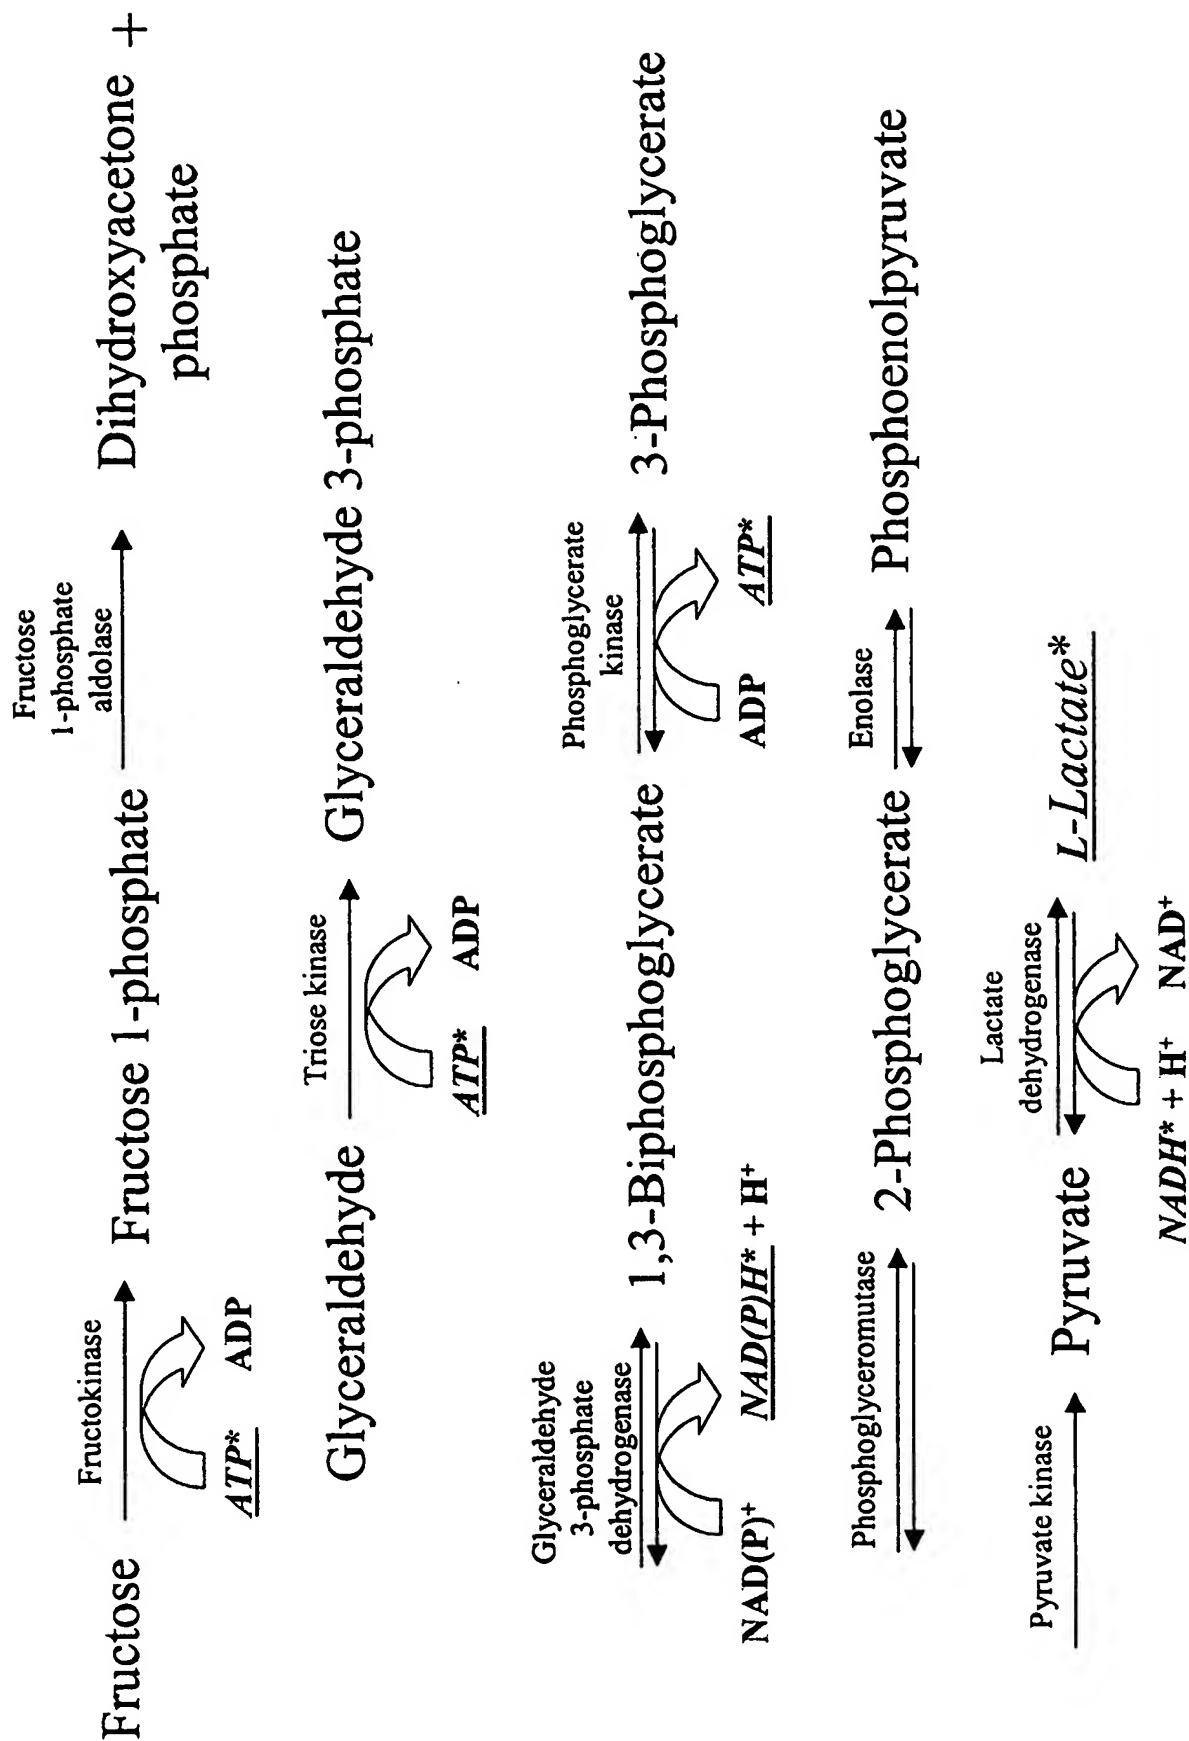 Fructose
Fructokinase
ATP* ADP
Fructose 1-phosphate
Fructose
1-phosphate
aldolase
Dihydroxyacetone +
phosphate
Glyceraldehyde
Triose kinase
ATP* ADP
Glyceraldehyde 3-phosphate
Glyceraldehyde
3-phosphate
dehydrogenase
NAD(P)⁺ NAD(P)H* + H⁺
1,3-Biphosphoglycerate
Phosphoglycerate
kinase
ADP ATP*
3-Phosphoglycerate
Phosphoglyceromutase
2-Phosphoglycerate
Enolase
Phosphoenolpyruvate
Pyruvate kinase
Pyruvate
Lactate
dehydrogenase
NADH* + H⁺ NAD⁺
L-Lactate*